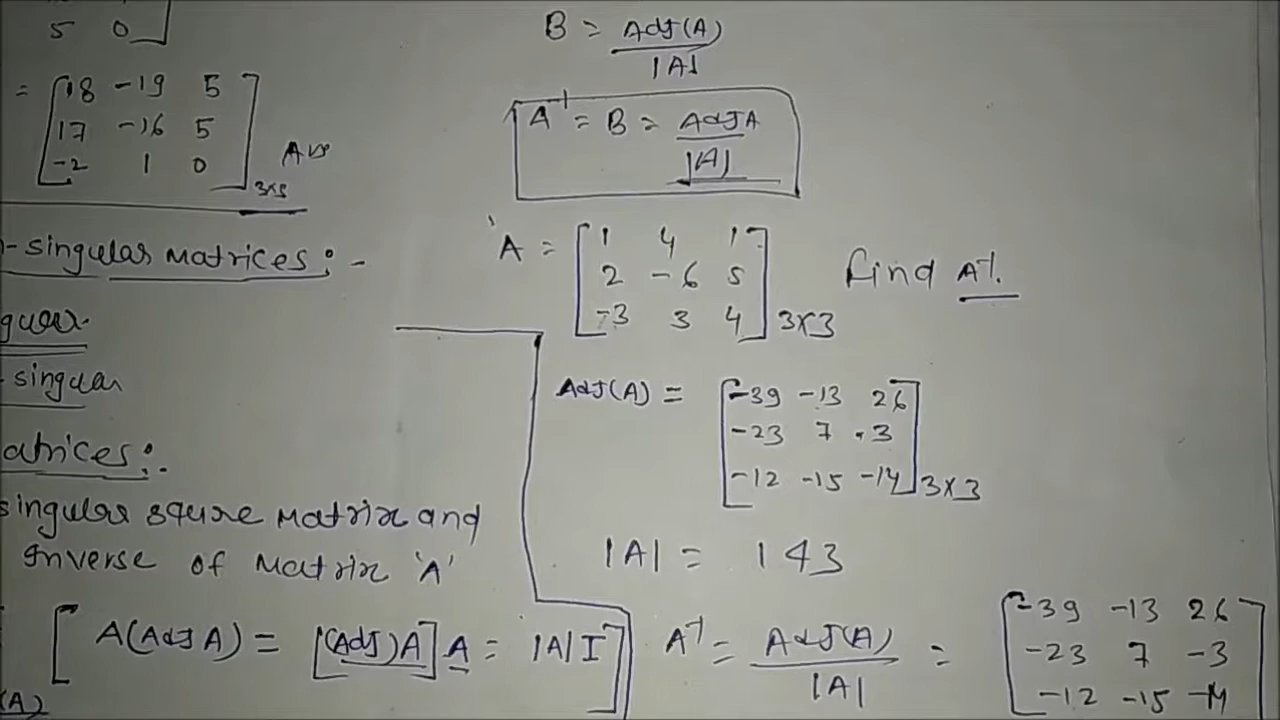 5 0
= [18 -19 5
17 -16 5
-2 1 0] Ans
-singular matrices :-
singular
atrices :-
singular squre matrix and
Inverse of Matrix 'A'
[A(AdjA) = [(Adj)A] A = |A| I]
(A)
B = Adj(A)
|A|
A⁻¹ = B = AdjA
|A|
A = [1 4 1
2 -6 5
-3 3 4] 3x3 find A⁻¹.
Adj(A) = [-39 -13 26
-23 7 -3
-12 -15 -14] 3x3
|A| = 143
A⁻¹ = Adj(A) = [-39 -13 26
|A| -23 7 -3
-12 -15 -14